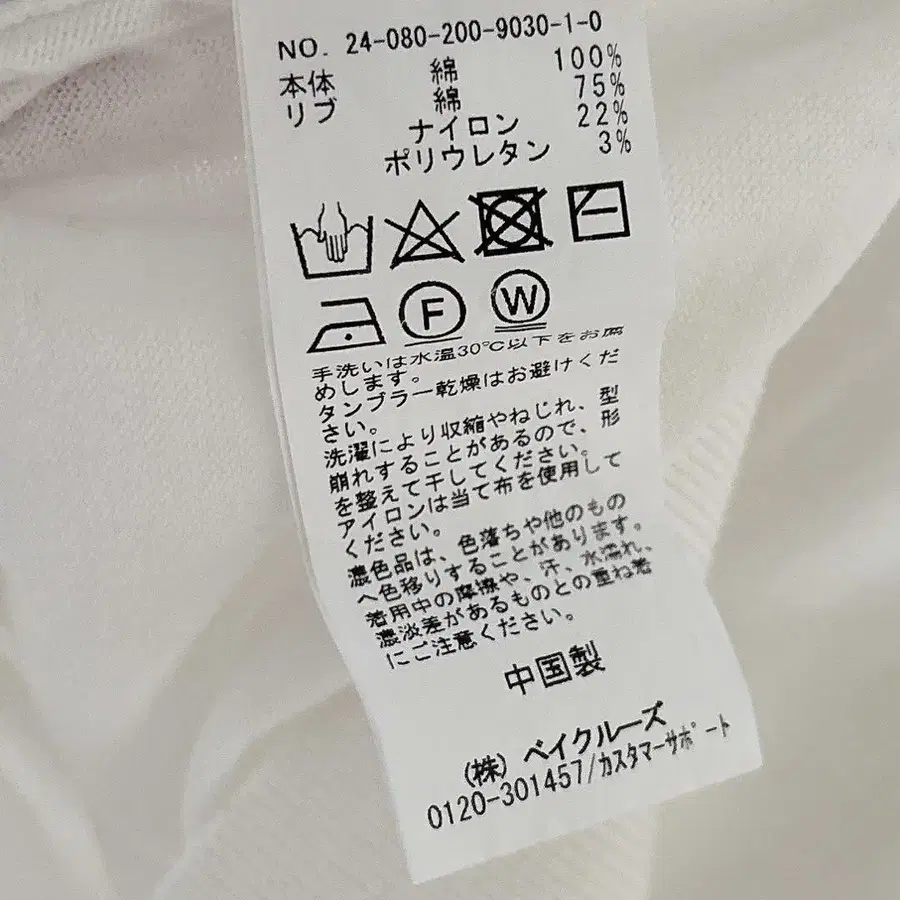 NO. 24-080-200-9030-1-0
本体 綿 100%
リブ 綿 75%
ナイロン 22%
ポリウレタン 3%
F W
手洗いは水温30℃以下をお薦
めします。
タンブラー乾燥はお避けくだ
さい。
洗濯により収縮やねじれ、型
崩れすることがあるので、形
を整えて干してください。
アイロンは当て布を使用して
ください。
濃色品は、色落ちや他のもの
へ色移りすることがあります。
着用中の摩擦や、汗、水濡れ、
濃淡差があるものとの重ね着
にご注意ください。
中国製
(株) ベイクルーズ
0120-301457/カスタマーサポート